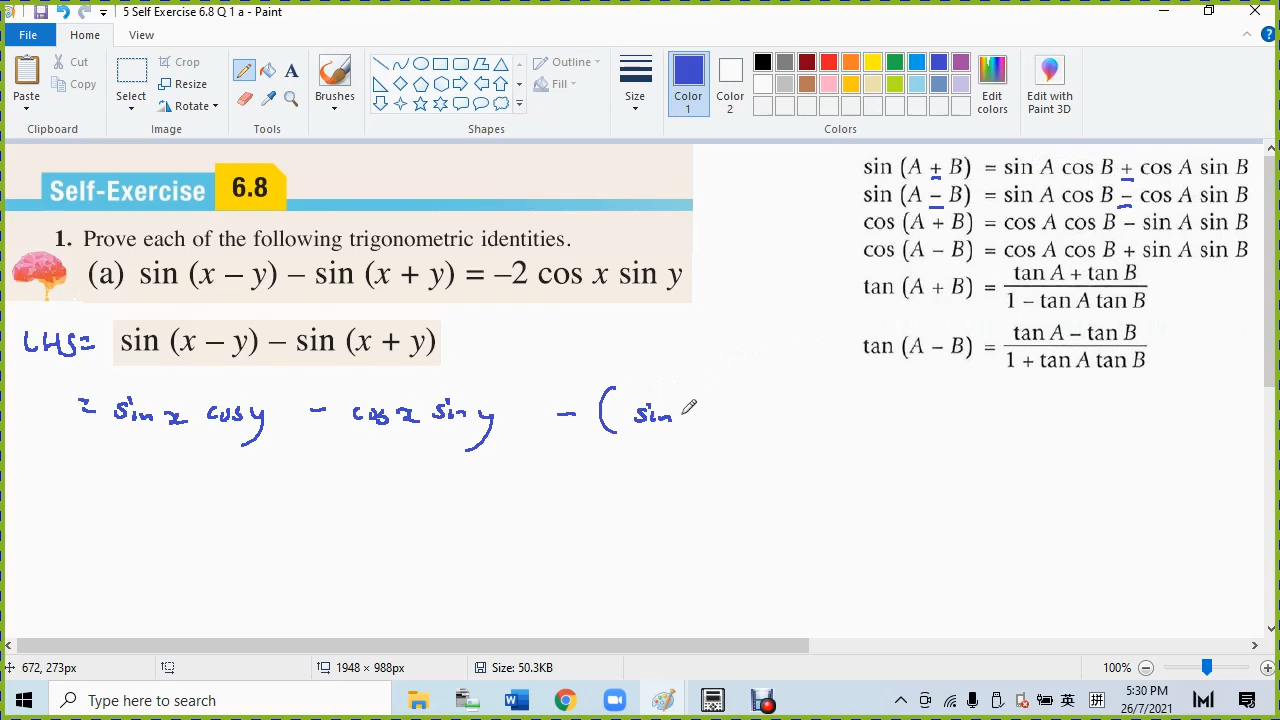 5 Self Exercise 6.8 Q 1 a - Paint
File Home View
Paste
Cut
Copy
Clipboard
Select
Crop
Resize
Rotate
Image
A
Tools
Brushes
Outline
Fill
Shapes
Size
Color 1
Color 2
Edit colors
Edit with Paint 3D
Colors
Self-Exercise 6.8
1. Prove each of the following trigonometric identities.
(a) sin (x – y) – sin (x + y) = –2 cos x sin y
LHS= sin (x – y) – sin (x + y)
= sin x cos y - cos x sin y - ( sin
sin (A + B) = sin A cos B + cos A sin B
sin (A – B) = sin A cos B – cos A sin B
cos (A + B) = cos A cos B – sin A sin B
cos (A – B) = cos A cos B + sin A sin B
tan (A + B) = tan A + tan B / 1 – tan A tan B
tan (A – B) = tan A – tan B / 1 + tan A tan B
672, 273px
1948 × 988px
Size: 50.3KB
100%
Type here to search
英
拼
5:30 PM
26/7/2021